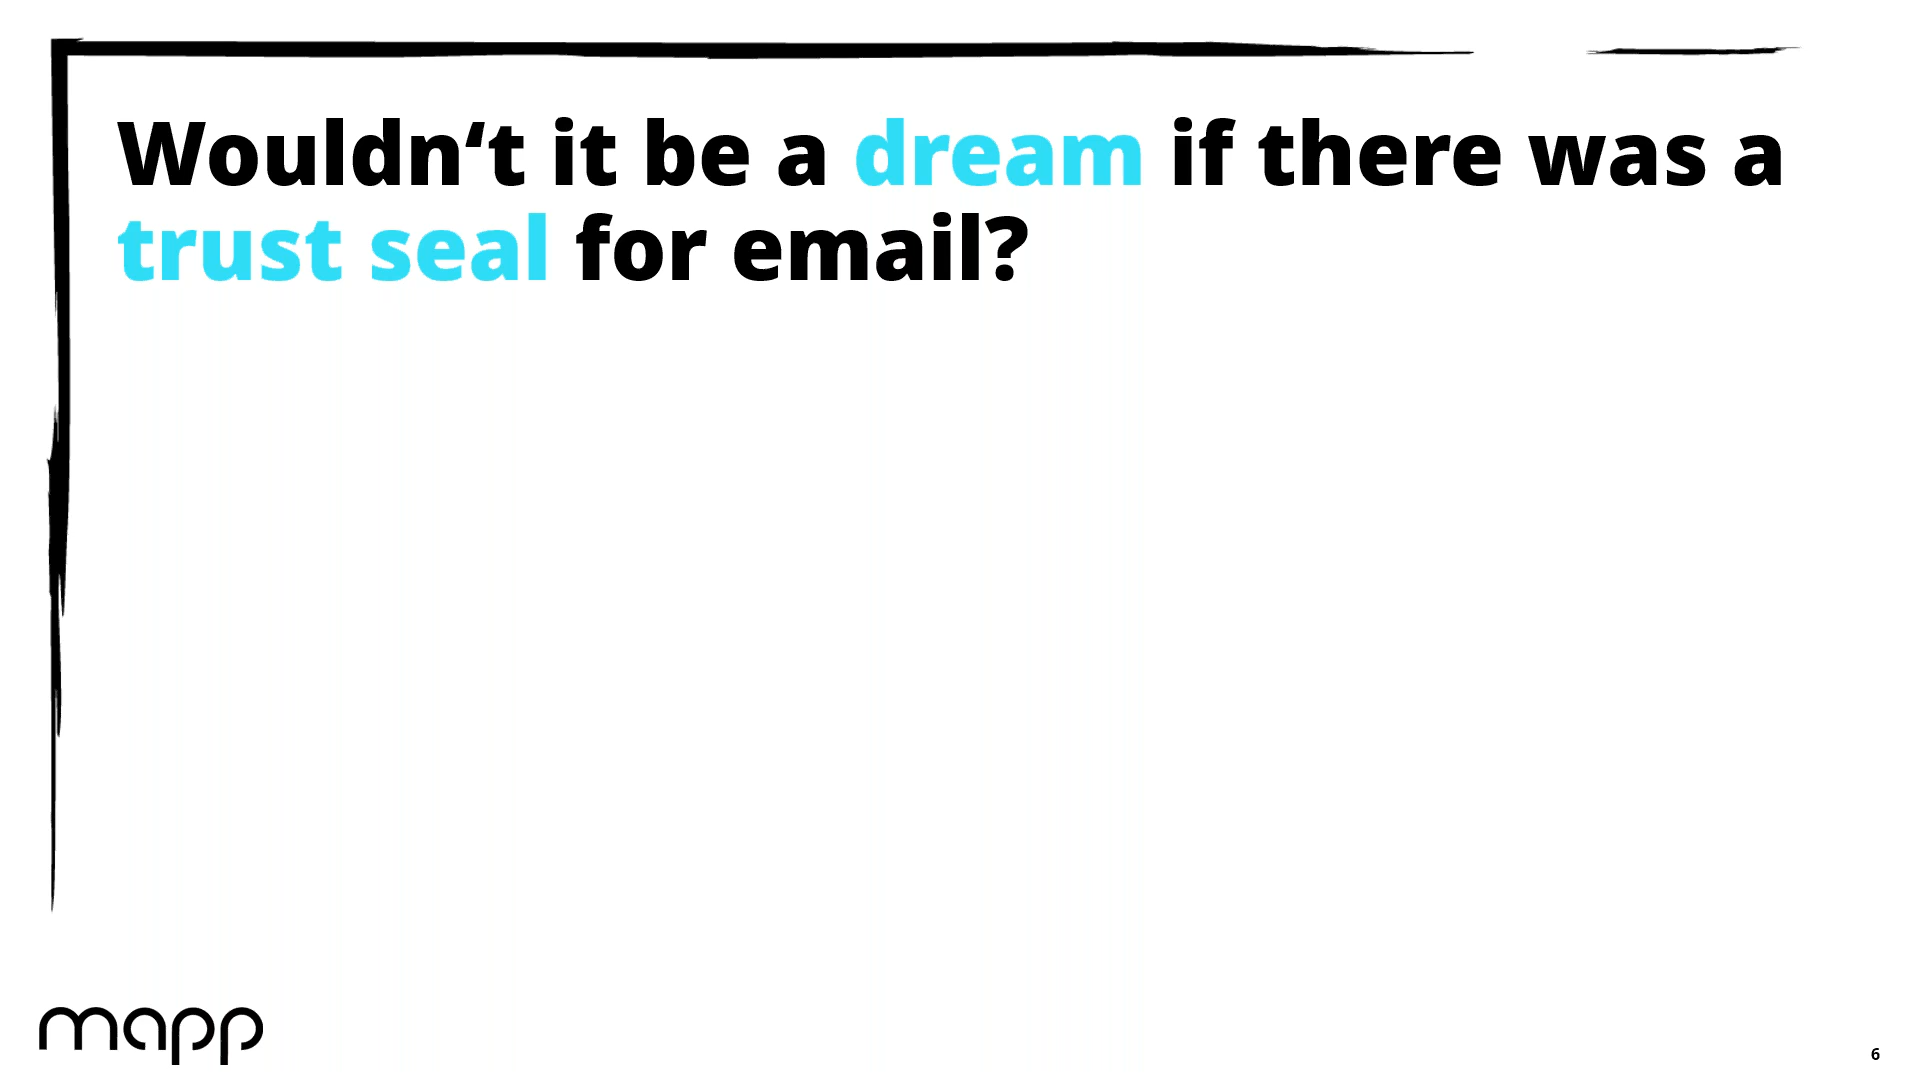 Wouldn‘t it be a dream if there was a
trust seal for email?
mapp
6